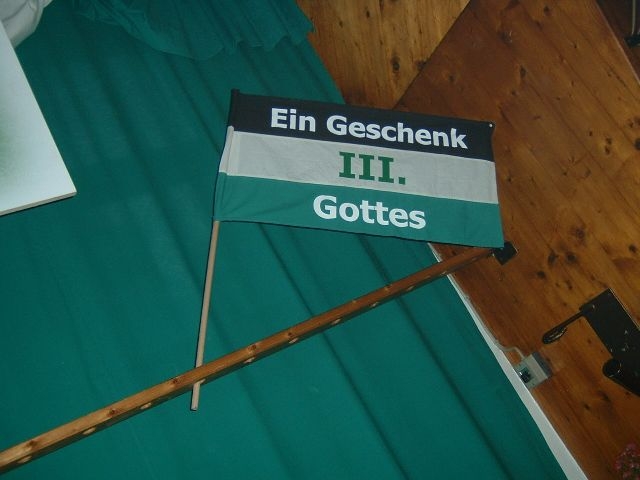 Ein Geschenk
III.
Gottes